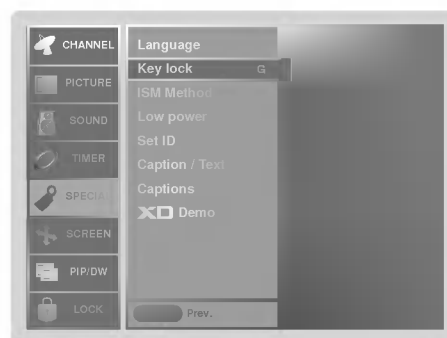 CHANNEL
PICTURE
SOUND
TIMER
SPECIAL
SCREEN
PIP/DW
LOCK
Language
Key lock G
ISM Method
Low power
Set ID
Caption / Text
Captions
XD Demo
Prev.